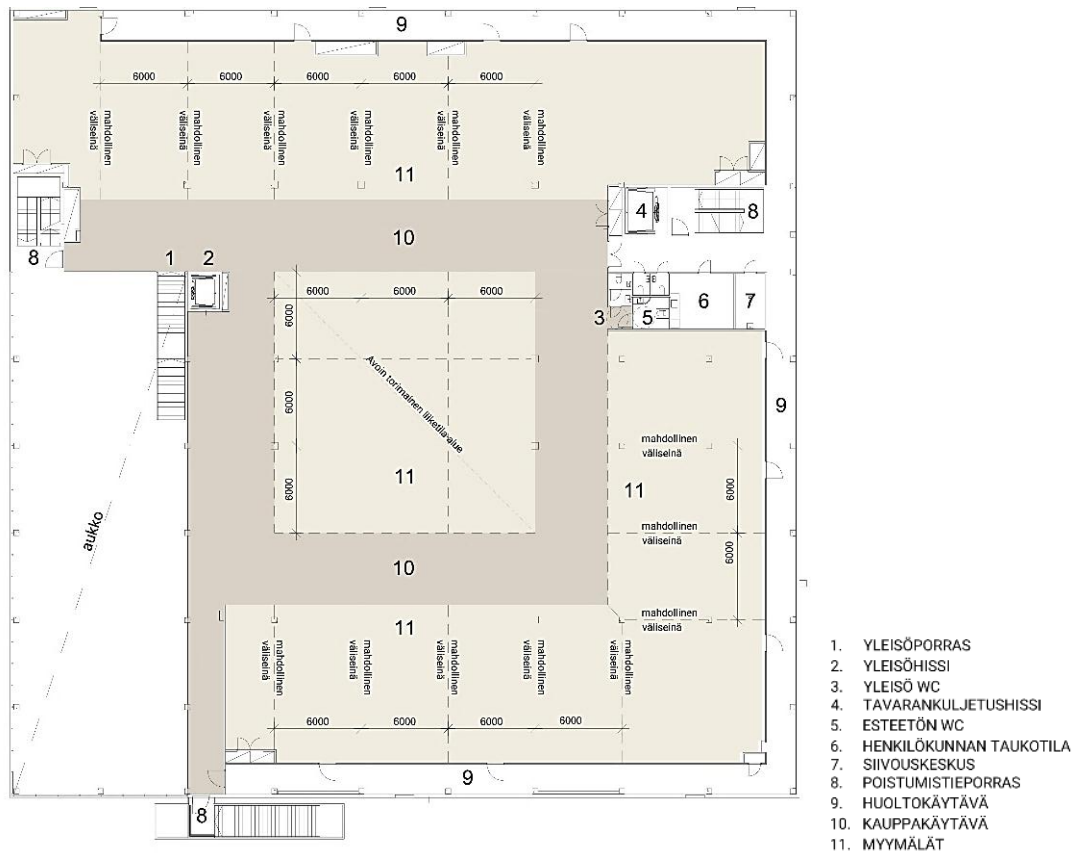 9
6000 6000 6000 6000 6000
mahdollinen
väliseinä
mahdollinen
väliseinä
mahdollinen
väliseinä
mahdollinen
väliseinä
mahdollinen
väliseinä
mahdollinen
väliseinä
11
4
8
8
10
1
2
6000 6000 6000
3
5
6
7
6000
6000
6000
Avoin torimainen liiketila-alue
9
11
mahdollinen
väliseinä
11
6000
mahdollinen
väliseinä
6000
aukko
10
mahdollinen
väliseinä
11
mahdollinen
väliseinä
mahdollinen
väliseinä
mahdollinen
väliseinä
mahdollinen
väliseinä
mahdollinen
väliseinä
6000 6000 6000 6000
9
8
1. YLEISÖPORRAS
2. YLEISÖHISSI
3. YLEISÖ WC
4. TAVARANKULJETUSHISSI
5. ESTEETÖN WC
6. HENKILÖKUNNAN TAUKOTILA
7. SIIVOUSKESKUS
8. POISTUMISTIEPORRAS
9. HUOLTOKÄYTÄVÄ
10. KAUPPAKÄYTÄVÄ
11. MYYMÄLÄT